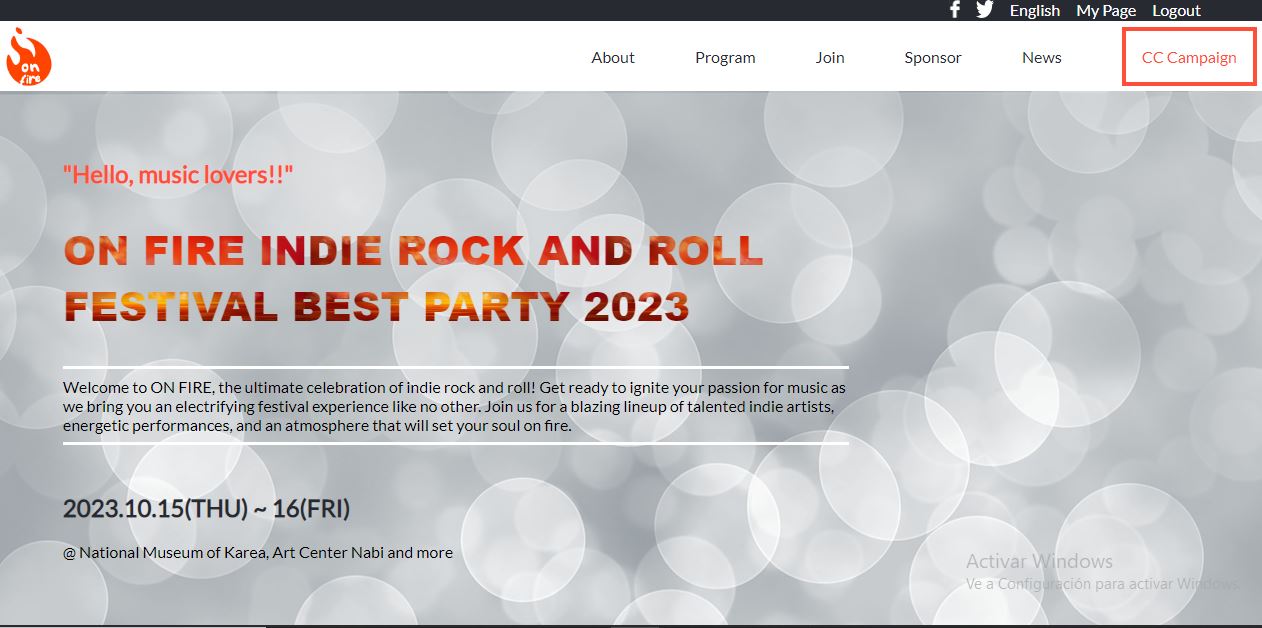 English My Page Logout
on
fire
About Program Join Sponsor News CC Campaign
"Hello, music lovers!!"
ON FIRE INDIE ROCK AND ROLL
FESTIVAL BEST PARTY 2023
Welcome to ON FIRE, the ultimate celebration of indie rock and roll! Get ready to ignite your passion for music as
we bring you an electrifying festival experience like no other. Join us for a blazing lineup of talented indie artists,
energetic performances, and an atmosphere that will set your soul on fire.
2023.10.15(THU) ~ 16(FRI)
@ National Museum of Karea, Art Center Nabi and more
Activar Windows
Ve a Configuración para activar Windows.